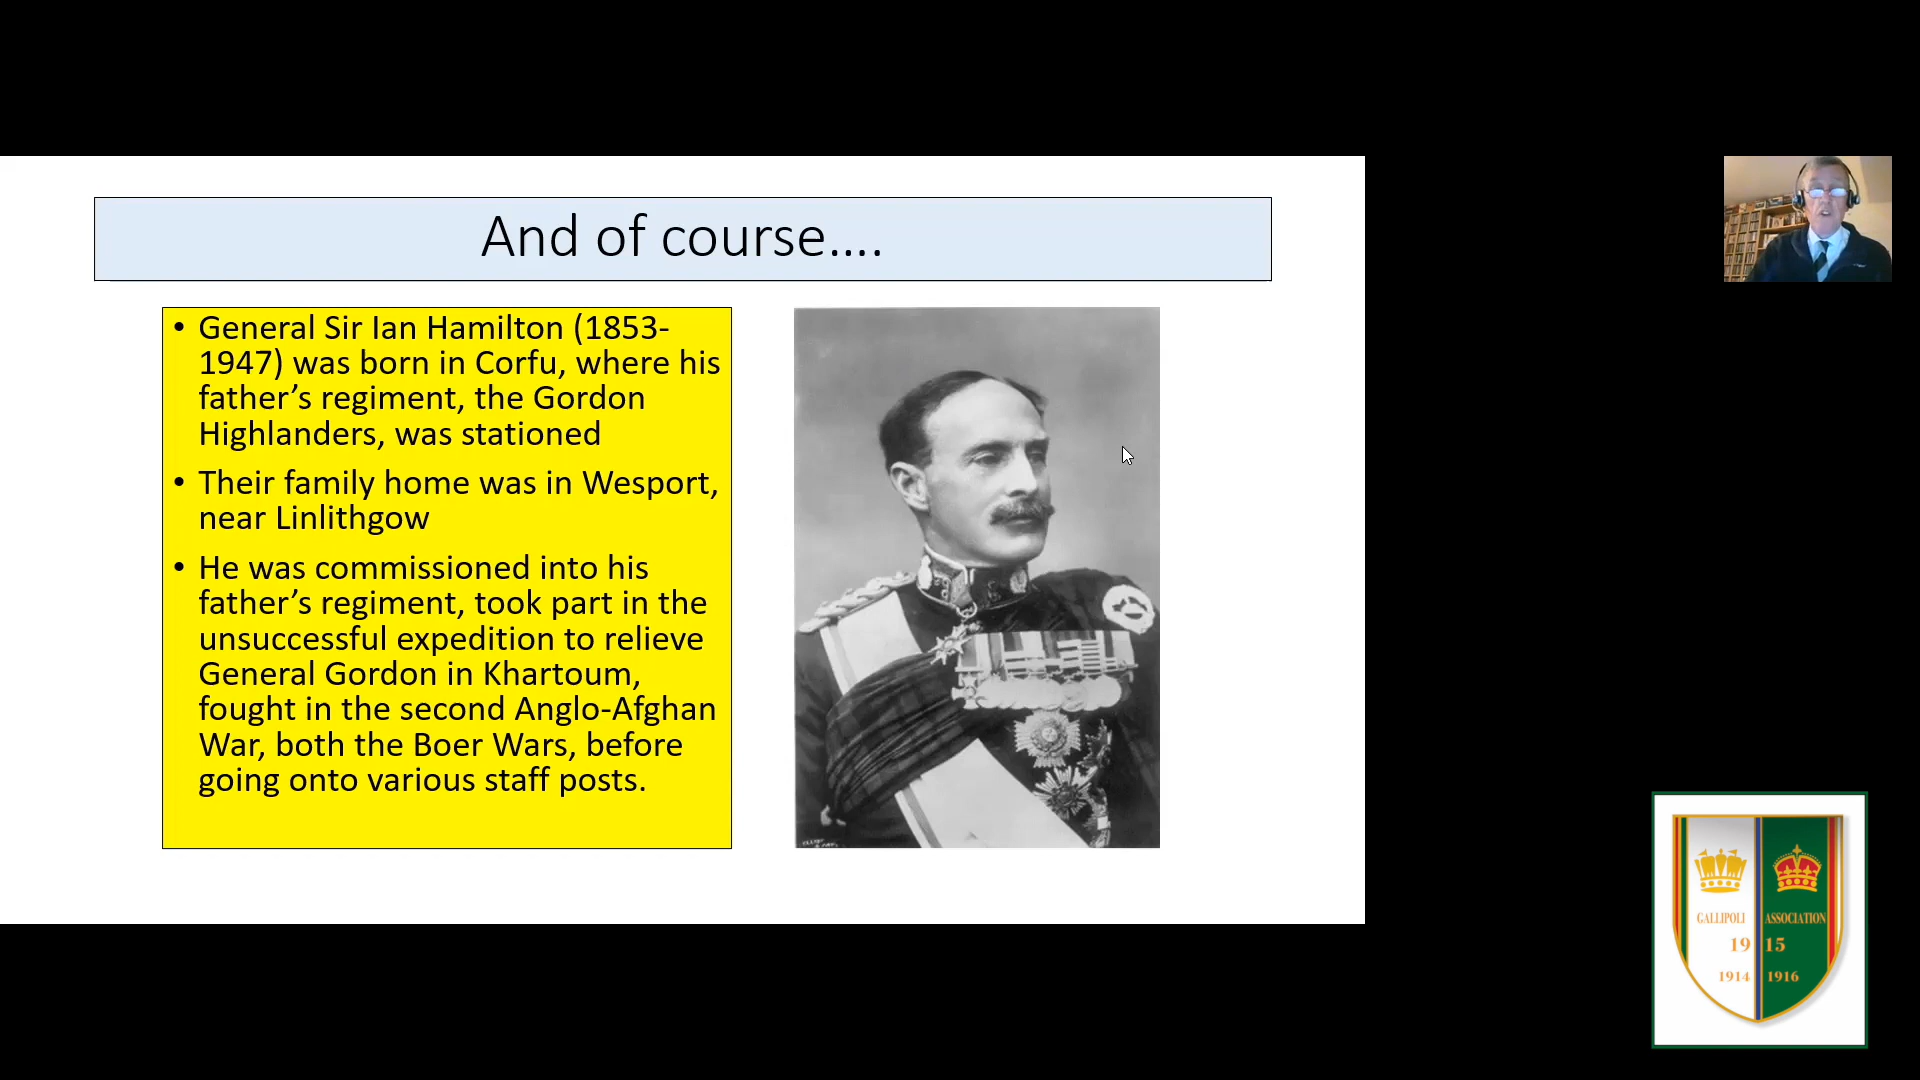 And of course....
• General Sir Ian Hamilton (1853-
1947) was born in Corfu, where his
father’s regiment, the Gordon
Highlanders, was stationed
• Their family home was in Wesport,
near Linlithgow
• He was commissioned into his
father’s regiment, took part in the
unsuccessful expedition to relieve
General Gordon in Khartoum,
fought in the second Anglo-Afghan
War, both the Boer Wars, before
going onto various staff posts.
GALLIPOLI ASSOCIATION
19 15
1914 1916